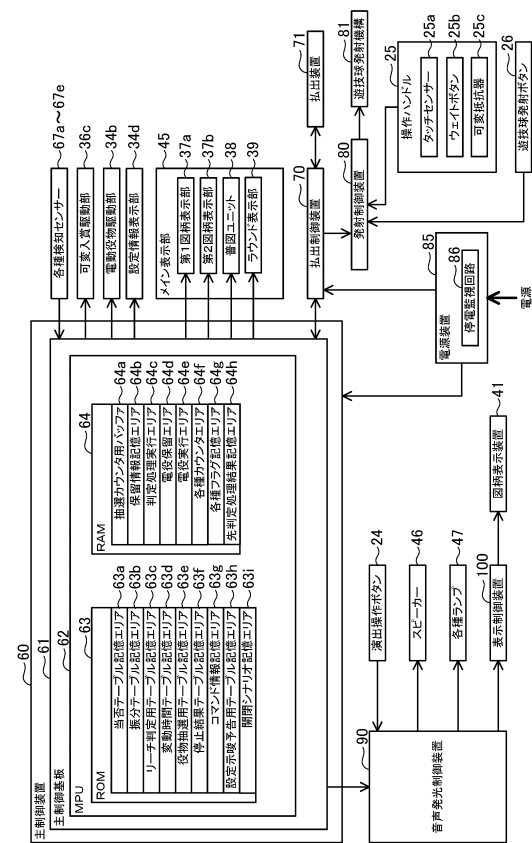 60
主制御装置
61
主制御基板
62
MPU
63
ROM
当否テーブル記憶エリア 63a
振分テーブル記憶エリア 63b
リーチ判定用テーブル記憶エリア 63c
変動時間テーブル記憶エリア 63d
役物抽選用テーブル記憶エリア 63e
停止結果テーブル記憶エリア 63f
コマンド情報記憶エリア 63g
設定示唆予告用テーブル記憶エリア 63h
開閉シナリオ記憶エリア 63i
64
RAM
抽選カウンタ用バッファ 64a
保留情報記憶エリア 64b
判定処理実行エリア 64c
電役保留エリア 64d
電役実行エリア 64e
各種カウンタエリア 64f
各種フラグ記憶エリア 64g
先判定処理結果記憶エリア 64h
各種検知センサー 67a～67e
可変入賞駆動部 36c
電動役物駆動部 34b
設定情報表示部 34d
メイン表示部 45
第1図柄表示部 37a
第2図柄表示部 37b
普図ユニット 38
ラウンド表示部 39
払出制御装置 70
払出装置 71
発射制御装置 80
遊技球発射機構 81
操作ハンドル 25
タッチセンサー 25a
ウェイトボタン 25b
可変抵抗器 25c
遊技球発射ボタン 26
電源装置 85
停電監視回路 86
電源
音声発光制御装置 90
演出操作ボタン 24
スピーカー 46
各種ランプ 47
表示制御装置 100
図柄表示装置 41